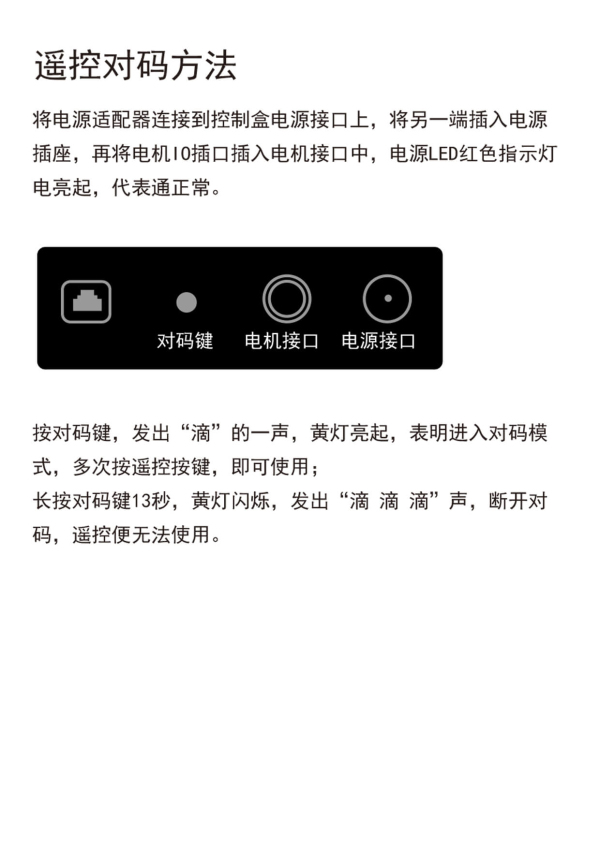 遥控对码方法
将电源适配器连接到控制盒电源接口上，将另一端插入电源
插座，再将电机IO插口插入电机接口中，电源LED红色指示灯
电亮起，代表通正常。
对码键 电机接口 电源接口
按对码键，发出“滴”的一声，黄灯亮起，表明进入对码模
式，多次按遥控按键，即可使用；
长按对码键13秒，黄灯闪烁，发出“滴 滴 滴”声，断开对
码，遥控便无法使用。